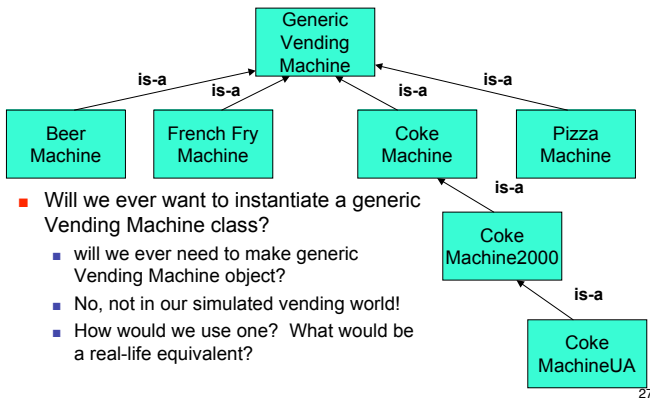 Generic
Vending
Machine
is-a
is-a
is-a
is-a
Beer
Machine
French Fry
Machine
Coke
Machine
Pizza
Machine
is-a
Coke
Machine2000
is-a
Coke
MachineUA
Will we ever want to instantiate a generic
Vending Machine class?
will we ever need to make generic
Vending Machine object?
No, not in our simulated vending world!
How would we use one? What would be
a real-life equivalent?
27